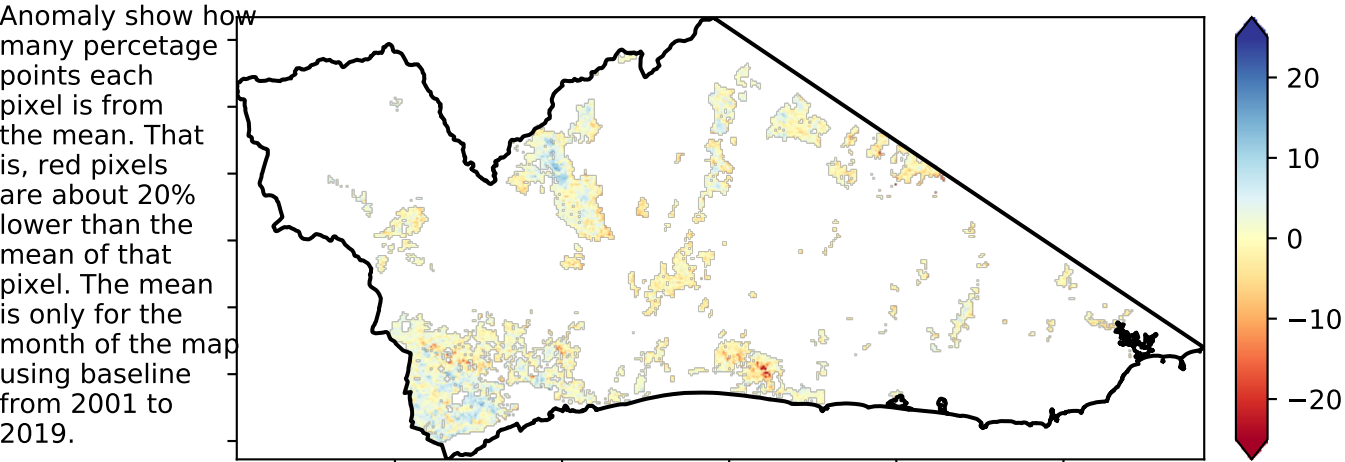 Anomaly show how
many percetage
points each
pixel is from
the mean. That
is, red pixels
are about 20%
lower than the
mean of that
pixel. The mean
is only for the
month of the map
using baseline
from 2001 to
2019.
20
10
0
−10
−20